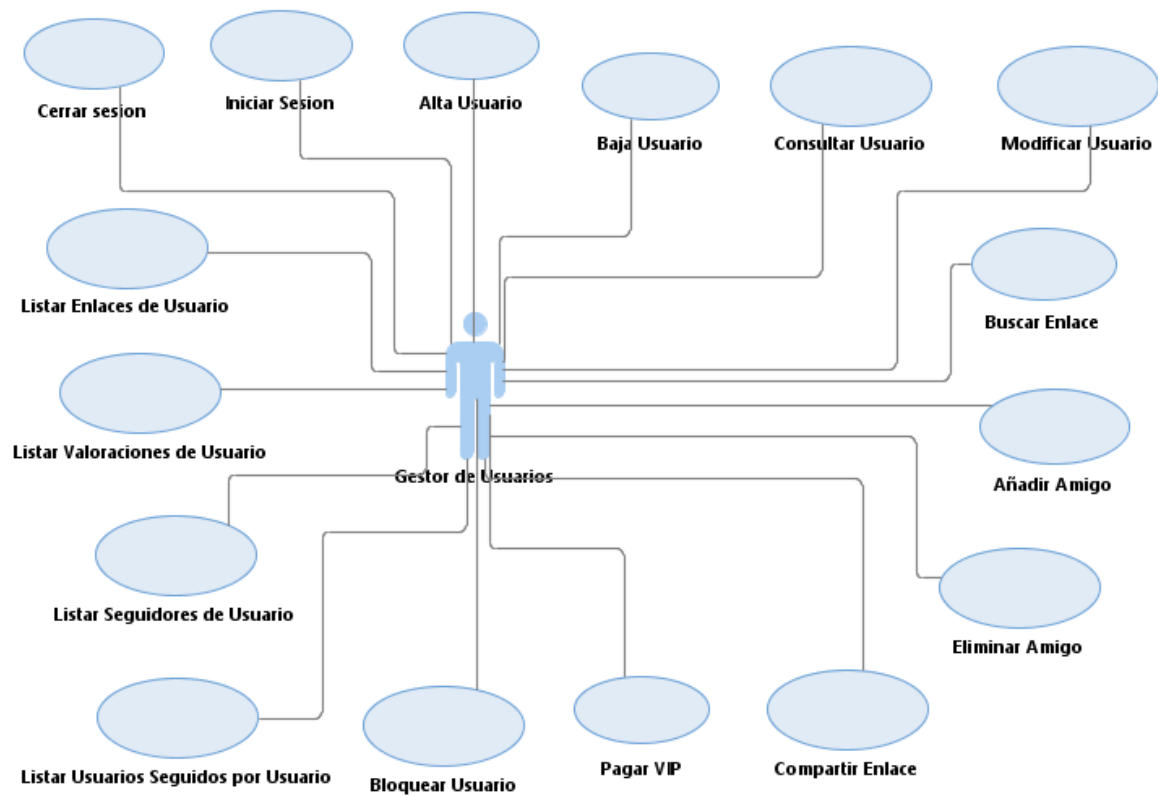 Cerrar sesion
Iniciar Sesion
Alta Usuario
Baja Usuario
Consultar Usuario
Modificar Usuario
Listar Enlaces de Usuario
Buscar Enlace
Listar Valoraciones de Usuario
Gestor de Usuarios
Añadir Amigo
Listar Seguidores de Usuario
Eliminar Amigo
Listar Usuarios Seguidos por Usuario
Bloquear Usuario
Pagar VIP
Compartir Enlace